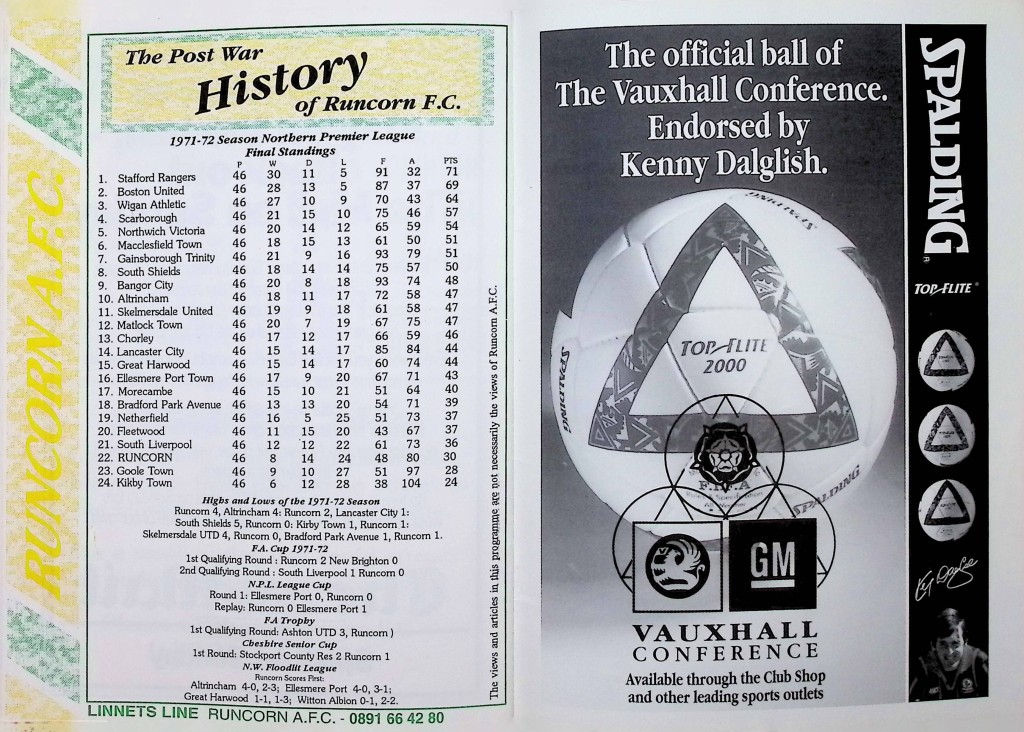 RUNCORN A.F.C.
The Post War
History
of Runcorn F.C.
1971-72 Season Northern Premier League
Final Standings
P W D L F A PTS
1. Stafford Rangers 46 30 11 5 91 32 71
2. Boston United 46 28 13 5 87 37 69
3. Wigan Athletic 46 27 10 9 70 43 64
4. Scarborough 46 21 15 10 75 46 57
5. Northwich Victoria 46 20 14 12 65 59 54
6. Macclesfield Town 46 18 15 13 61 50 51
7. Gainsborough Trinity 46 21 9 16 93 79 51
8. South Shields 46 18 14 14 75 57 50
9. Bangor City 46 20 8 18 93 74 48
10. Altrincham 46 18 11 17 72 58 47
11. Skelmersdale United 46 19 9 18 61 58 47
12. Matlock Town 46 20 7 19 67 75 47
13. Chorley 46 17 12 17 66 59 46
14. Lancaster City 46 15 14 17 85 84 44
15. Great Harwood 46 15 14 17 60 74 44
16. Ellesmere Port Town 46 17 9 20 67 71 43
17. Morecambe 46 15 10 21 51 64 40
18. Bradford Park Avenue 46 13 13 20 54 71 39
19. Netherfield 46 16 5 25 51 73 37
20. Fleetwood 46 11 15 20 43 67 37
21. South Liverpool 46 12 12 22 61 73 36
22. RUNCORN 46 8 14 24 48 80 30
23. Goole Town 46 9 10 27 51 97 28
24. Kikby Town 46 6 12 28 38 104 24
Highs and Lows of the 1971-72 Season
Runcorn 4, Altrincham 4: Runcorn 2, Lancaster City 1:
South Shields 5, Runcorn 0: Kirby Town 1, Runcorn 1:
Skelmersdale UTD 4, Runcorn 0, Bradford Park Avenue 1, Runcorn 1.
F.A. Cup 1971-72
1st Qualifying Round : Runcorn 2 New Brighton 0
2nd Qualifying Round : South Liverpool 1 Runcorn 0
N.P.L. League Cup
Round 1: Ellesmere Port 0, Runcorn 0
Replay: Runcorn 0 Ellesmere Port 1
FA Trophy
1st Qualifying Round: Ashton UTD 3, Runcorn )
Cheshire Senior Cup
1st Round: Stockport County Res 2 Runcorn 1
N.W. Floodlit League
Runcorn Scores First:
Altrincham 4-0, 2-3; Ellesmere Port 4-0, 3-1;
Great Harwood 1-1, 1-3; Witton Albion 0-1, 2-2.
The views and articles in this programme are not necessarily the views of Runcorn A.F.C.
LINNETS LINE RUNCORN A.F.C. - 0891 66 42 80
The official ball of
The Vauxhall Conference.
Endorsed by
Kenny Dalglish.
SPALDING
SPALDING
TOP-FLITE
2000
F.I.F.A
SPALDING
GM
VAUXHALL
CONFERENCE
Available through the Club Shop
and other leading sports outlets
SPALDING
TOP-FLITE